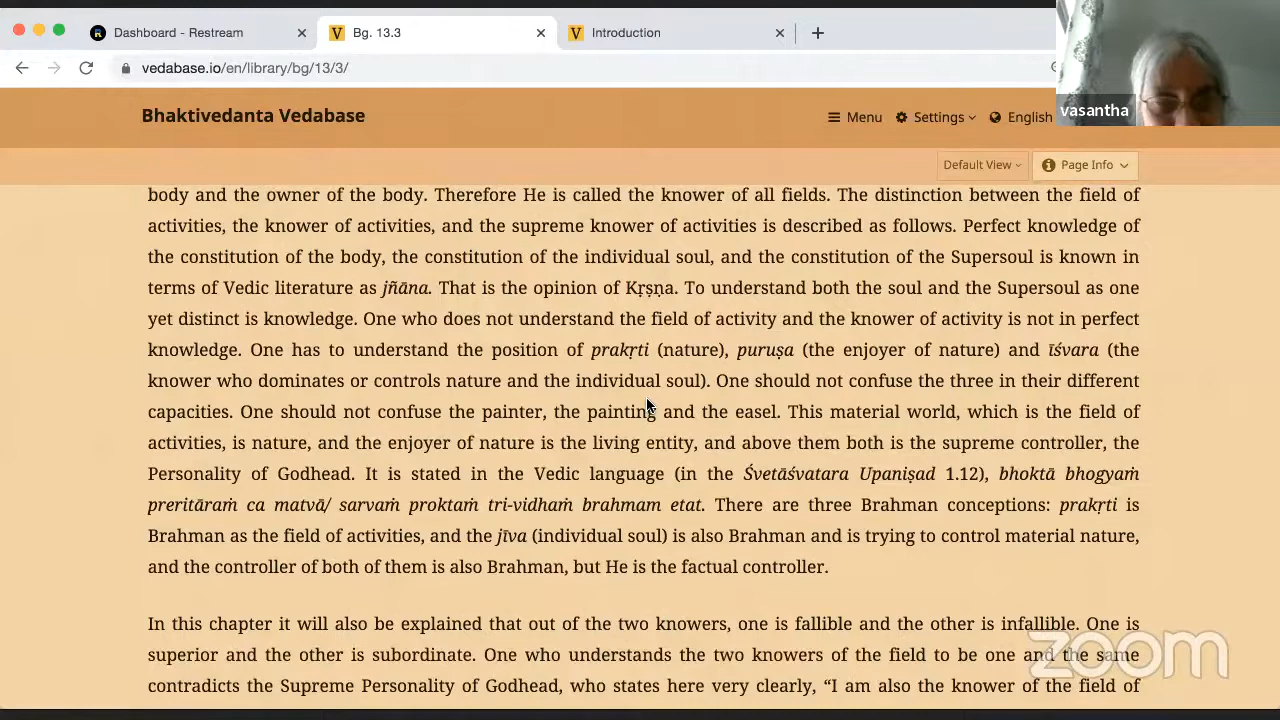 Dashboard - Restream
Bg. 13.3
Introduction
vedabase.io/en/library/bg/13/3/
vasantha
Bhaktivedanta Vedabase
Menu
Settings
English
Default View
Page Info
body and the owner of the body. Therefore He is called the knower of all fields. The distinction between the field of
activities, the knower of activities, and the supreme knower of activities is described as follows. Perfect knowledge of
the constitution of the body, the constitution of the individual soul, and the constitution of the Supersoul is known in
terms of Vedic literature as jñāna. That is the opinion of Kṛṣṇa. To understand both the soul and the Supersoul as one
yet distinct is knowledge. One who does not understand the field of activity and the knower of activity is not in perfect
knowledge. One has to understand the position of prakṛti (nature), puruṣa (the enjoyer of nature) and īśvara (the
knower who dominates or controls nature and the individual soul). One should not confuse the three in their different
capacities. One should not confuse the painter, the painting and the easel. This material world, which is the field of
activities, is nature, and the enjoyer of nature is the living entity, and above them both is the supreme controller, the
Personality of Godhead. It is stated in the Vedic language (in the Śvetāśvatara Upaniṣad 1.12), bhoktā bhogyaṁ
preritāraṁ ca matvā/ sarvaṁ proktaṁ tri-vidhaṁ brahmam etat. There are three Brahman conceptions: prakṛti is
Brahman as the field of activities, and the jīva (individual soul) is also Brahman and is trying to control material nature,
and the controller of both of them is also Brahman, but He is the factual controller.
In this chapter it will also be explained that out of the two knowers, one is fallible and the other is infallible. One is
superior and the other is subordinate. One who understands the two knowers of the field to be one and the same
contradicts the Supreme Personality of Godhead, who states here very clearly, “I am also the knower of the field of
zoom